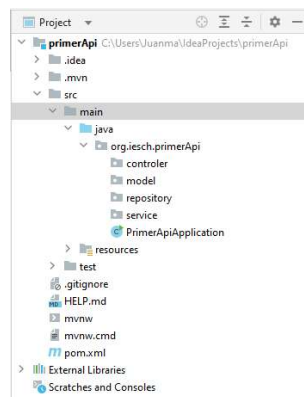 Project
primerApi C:\Users\Juanma\IdeaProjects\primerApi
.idea
.mvn
src
main
java
org.iesch.primerApi
controler
model
repository
service
PrimerApiApplication
resources
test
.gitignore
HELP.md
mvnw
mvnw.cmd
pom.xml
External Libraries
Scratches and Consoles